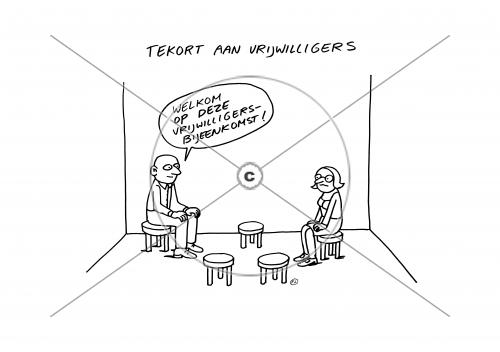 TEKORT AAN VRIJWILLIGERS
WELKOM
OP DEZE
VRIJWILLIGERS-
BIJEENKOMST!
C